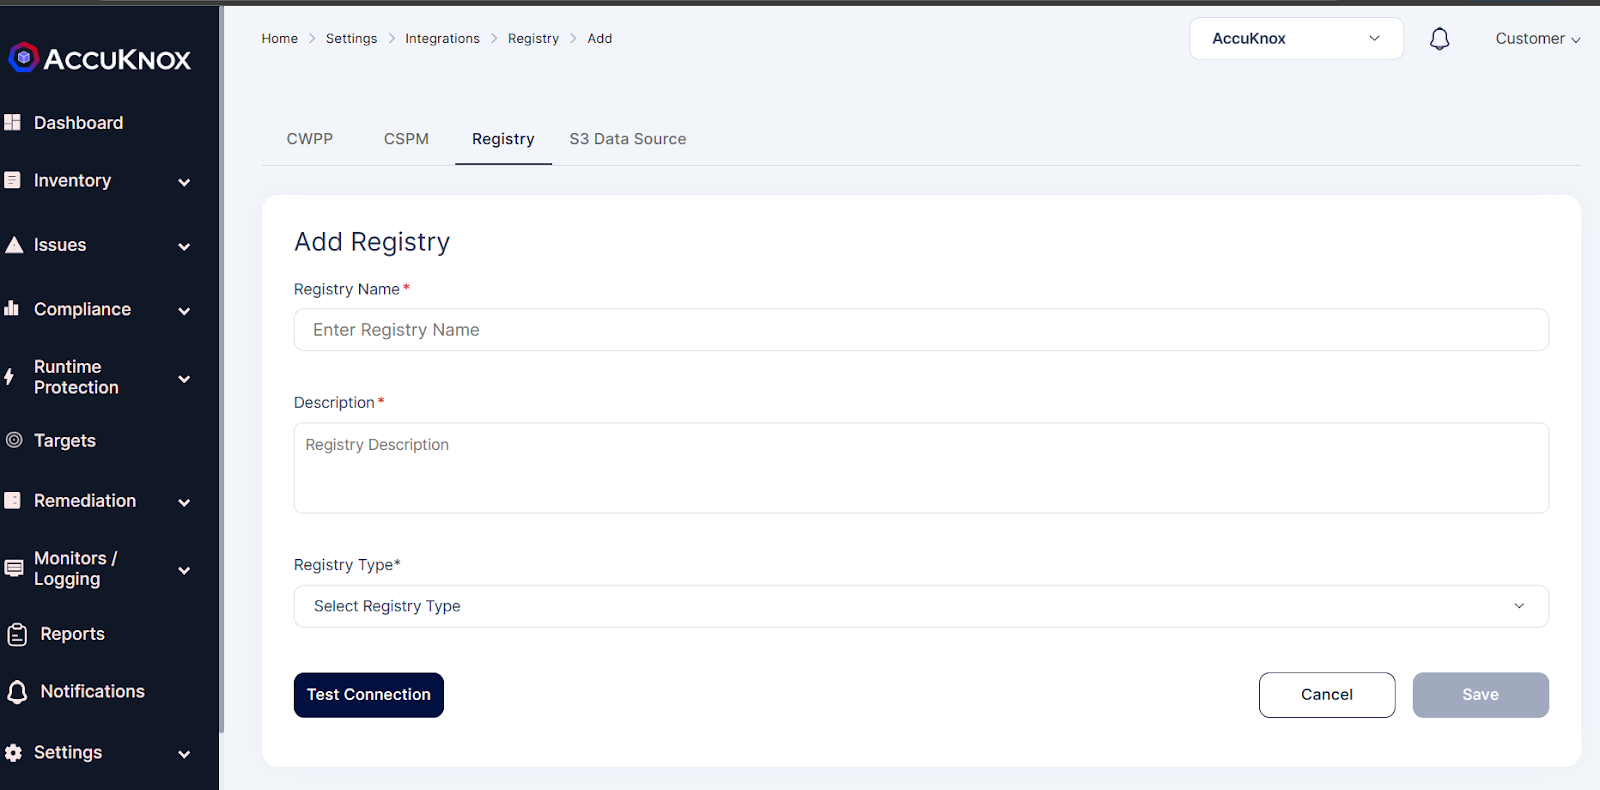 ACCUKNOX
Dashboard
Inventory
Issues
Compliance
Runtime
Protection
Targets
Remediation
Monitors /
Logging
Reports
Notifications
Settings
Home > Settings > Integrations > Registry > Add
AccuKnox
Customer
CWPP CSPM Registry S3 Data Source
Add Registry
Registry Name*
Enter Registry Name
Description*
Registry Description
Registry Type*
Select Registry Type
Test Connection Cancel Save